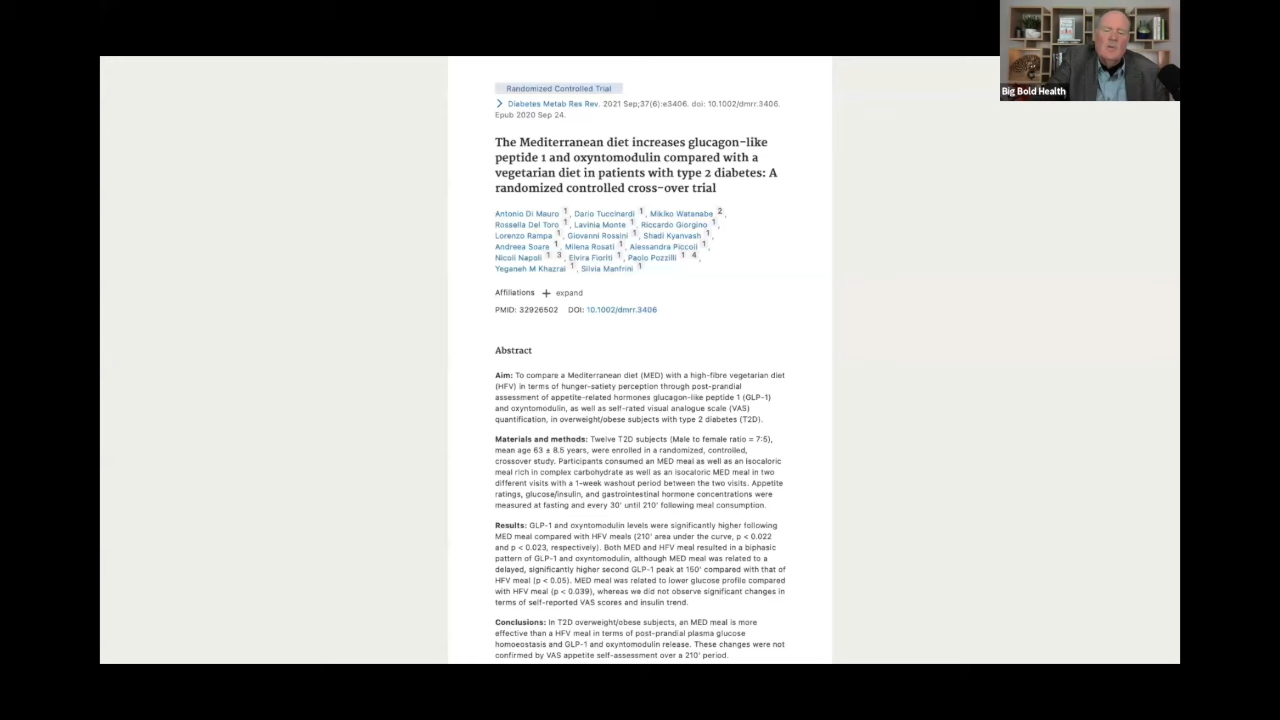 Big Bold Health
Randomized Controlled Trial
Diabetes Metab Res Rev. 2021 Sep;37(6):e3406. doi: 10.1002/dmrr.3406.
Epub 2020 Sep 24.
The Mediterranean diet increases glucagon-like
peptide 1 and oxyntomodulin compared with a
vegetarian diet in patients with type 2 diabetes: A
randomized controlled cross-over trial
Antonio Di Mauro 1, Dario Tuccinardi 1, Mikiko Watanabe 2,
Rossella Del Toro 1, Lavinia Monte 1, Riccardo Giorgino 1,
Lorenzo Rampa 1, Giovanni Rossini 1, Shadi Kyanvash 1,
Andreea Soare 1, Milena Rosati 1, Alessandra Piccoli 1,
Nicoli Napoli 1 3, Elvira Fioriti 1, Paolo Pozzilli 1 4,
Yeganeh M Khazrai 1, Silvia Manfrini 1
Affiliations + expand
PMID: 32926502 DOI: 10.1002/dmrr.3406
Abstract
Aim: To compare a Mediterranean diet (MED) with a high-fibre vegetarian diet
(HFV) in terms of hunger-satiety perception through post-prandial
assessment of appetite-related hormones glucagon-like peptide 1 (GLP-1)
and oxyntomodulin, as well as self-rated visual analogue scale (VAS)
quantification, in overweight/obese subjects with type 2 diabetes (T2D).
Materials and methods: Twelve T2D subjects (Male to female ratio = 7:5),
mean age 63 ± 8.5 years, were enrolled in a randomized, controlled,
crossover study. Participants consumed an MED meal as well as an isocaloric
meal rich in complex carbohydrate as well as an isocaloric MED meal in two
different visits with a 1-week washout period between the two visits. Appetite
ratings, glucose/insulin, and gastrointestinal hormone concentrations were
measured at fasting and every 30' until 210' following meal consumption.
Results: GLP-1 and oxyntomodulin levels were significantly higher following
MED meal compared with HFV meals (210' area under the curve, p < 0.022
and p < 0.023, respectively). Both MED and HFV meal resulted in a biphasic
pattern of GLP-1 and oxyntomodulin, although MED meal was related to a
delayed, significantly higher second GLP-1 peak at 150' compared with that of
HFV meal (p < 0.05). MED meal was related to lower glucose profile compared
with HFV meal (p < 0.039), whereas we did not observe significant changes in
terms of self-reported VAS scores and insulin trend.
Conclusions: In T2D overweight/obese subjects, an MED meal is more
effective than a HFV meal in terms of post-prandial plasma glucose
homoeostasis and GLP-1 and oxyntomodulin release. These changes were not
confirmed by VAS appetite self-assessment over a 210' period.